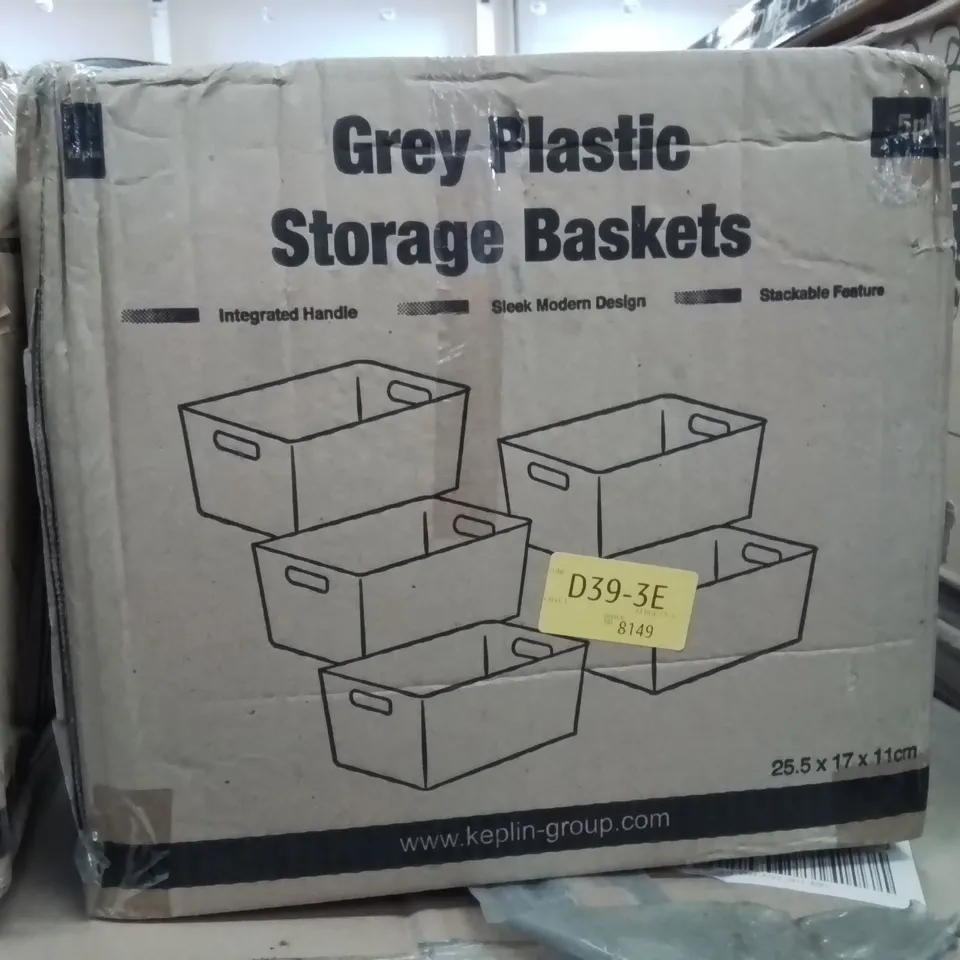 Keplin
Grey Plastic
Storage Baskets
Integrated Handle
Sleek Modern Design
Stackable Feature
D39-3E
8149
25.5 x 17 x 11cm
www.keplin-group.com